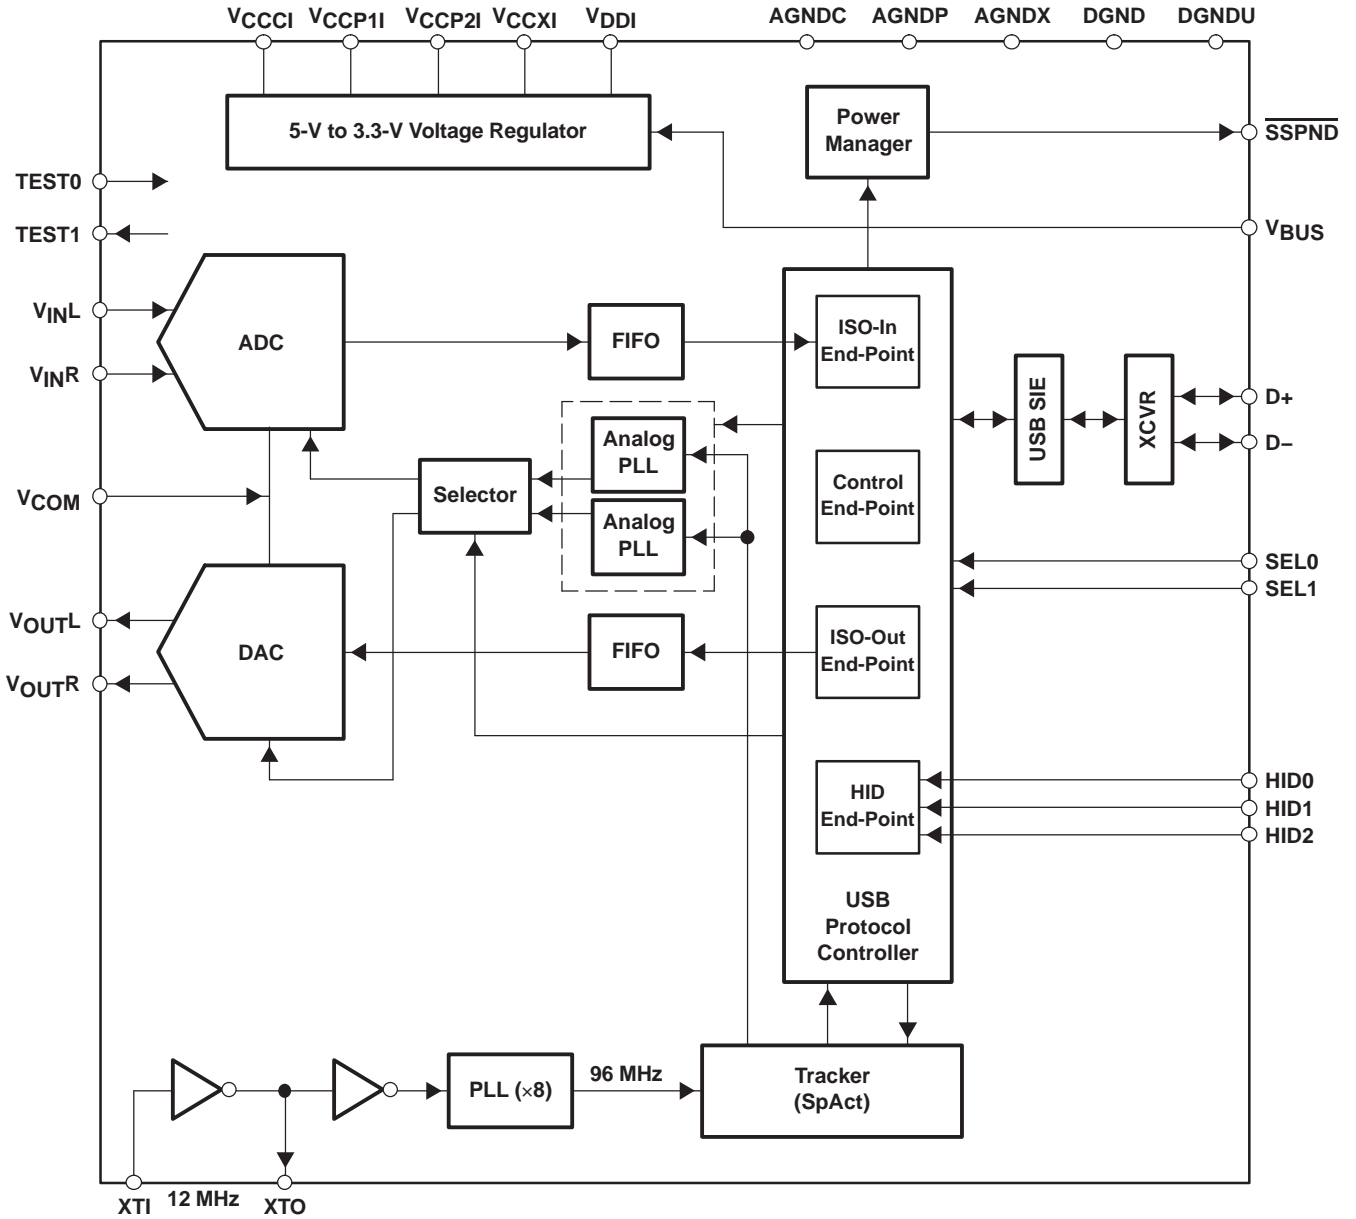 VCCCI VCCP1I VCCP2I VCCXI VDDI AGNDC AGNDP AGNDX DGND DGNDU
5-V to 3.3-V Voltage Regulator
Power
Manager
SSPND
TEST0
TEST1
VBUS
VINL
VINR
ADC
FIFO
ISO-In
End-Point
USB SIE
XCVR
D+
D–
Analog
PLL
Selector
Analog
PLL
Control
End-Point
VCOM
SEL0
SEL1
VOUTL
VOUTR
DAC
FIFO
ISO-Out
End-Point
HID
End-Point
HID0
HID1
HID2
USB
Protocol
Controller
PLL (×8)
96 MHz
Tracker
(SpAct)
XTI 12 MHz XTO